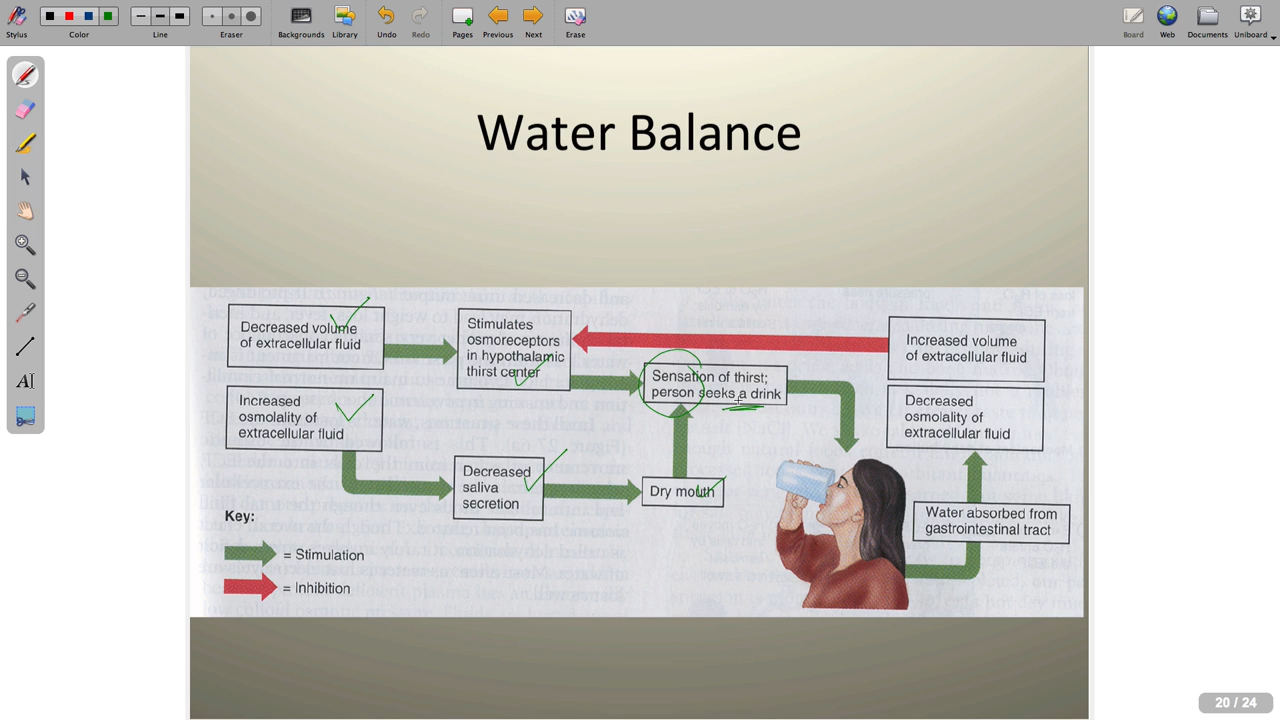 Stylus
Color
Line
Eraser
Backgrounds
Library
Undo
Redo
Pages
Previous
Next
Erase
Board
Web
Documents
Uniboard
Water Balance
Decreased volume
of extracellular fluid
Increased
osmolality of
extracellular fluid
Stimulates
osmoreceptors
in hypothalamic
thirst center
Decreased
saliva
secretion
Sensation of thirst;
person seeks a drink
Dry mouth
Increased volume
of extracellular fluid
Decreased
osmolality of
extracellular fluid
Water absorbed from
gastrointestinal tract
Key:
= Stimulation
= Inhibition
20 / 24